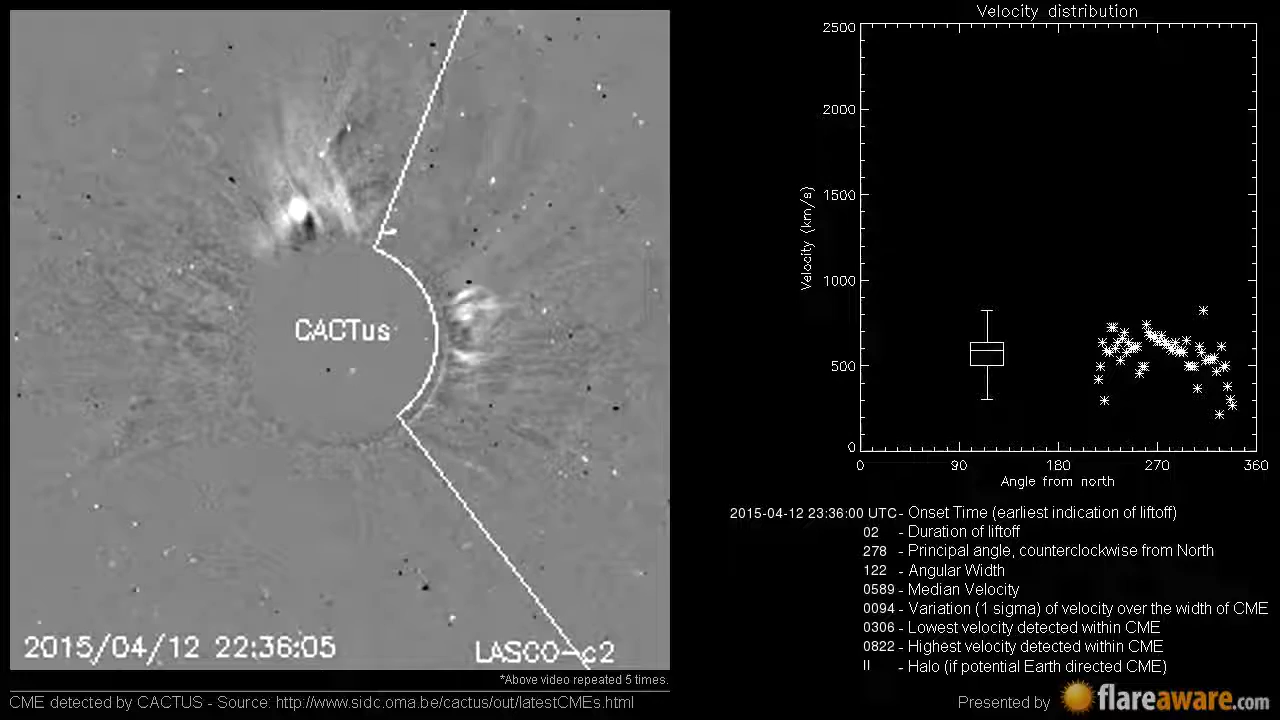 Velocity distribution
2500
2000
1500
1000
500
0
Velocity (km/s)
0 90 180 270 360
Angle from north
CACTus
2015/04/12 22:36:05
LASCO-c2
*Above video repeated 5 times.
CME detected by CACTUS - Source: http://www.sidc.oma.be/cactus/out/latestCMEs.html
2015-04-12 23:36:00 UTC - Onset Time (earliest indication of liftoff)
02 - Duration of liftoff
278 - Principal angle, counterclockwise from North
122 - Angular Width
0589 - Median Velocity
0094 - Variation (1 sigma) of velocity over the width of CME
0306 - Lowest velocity detected within CME
0822 - Highest velocity detected within CME
II - Halo (if potential Earth directed CME)
Presented by flareaware.com